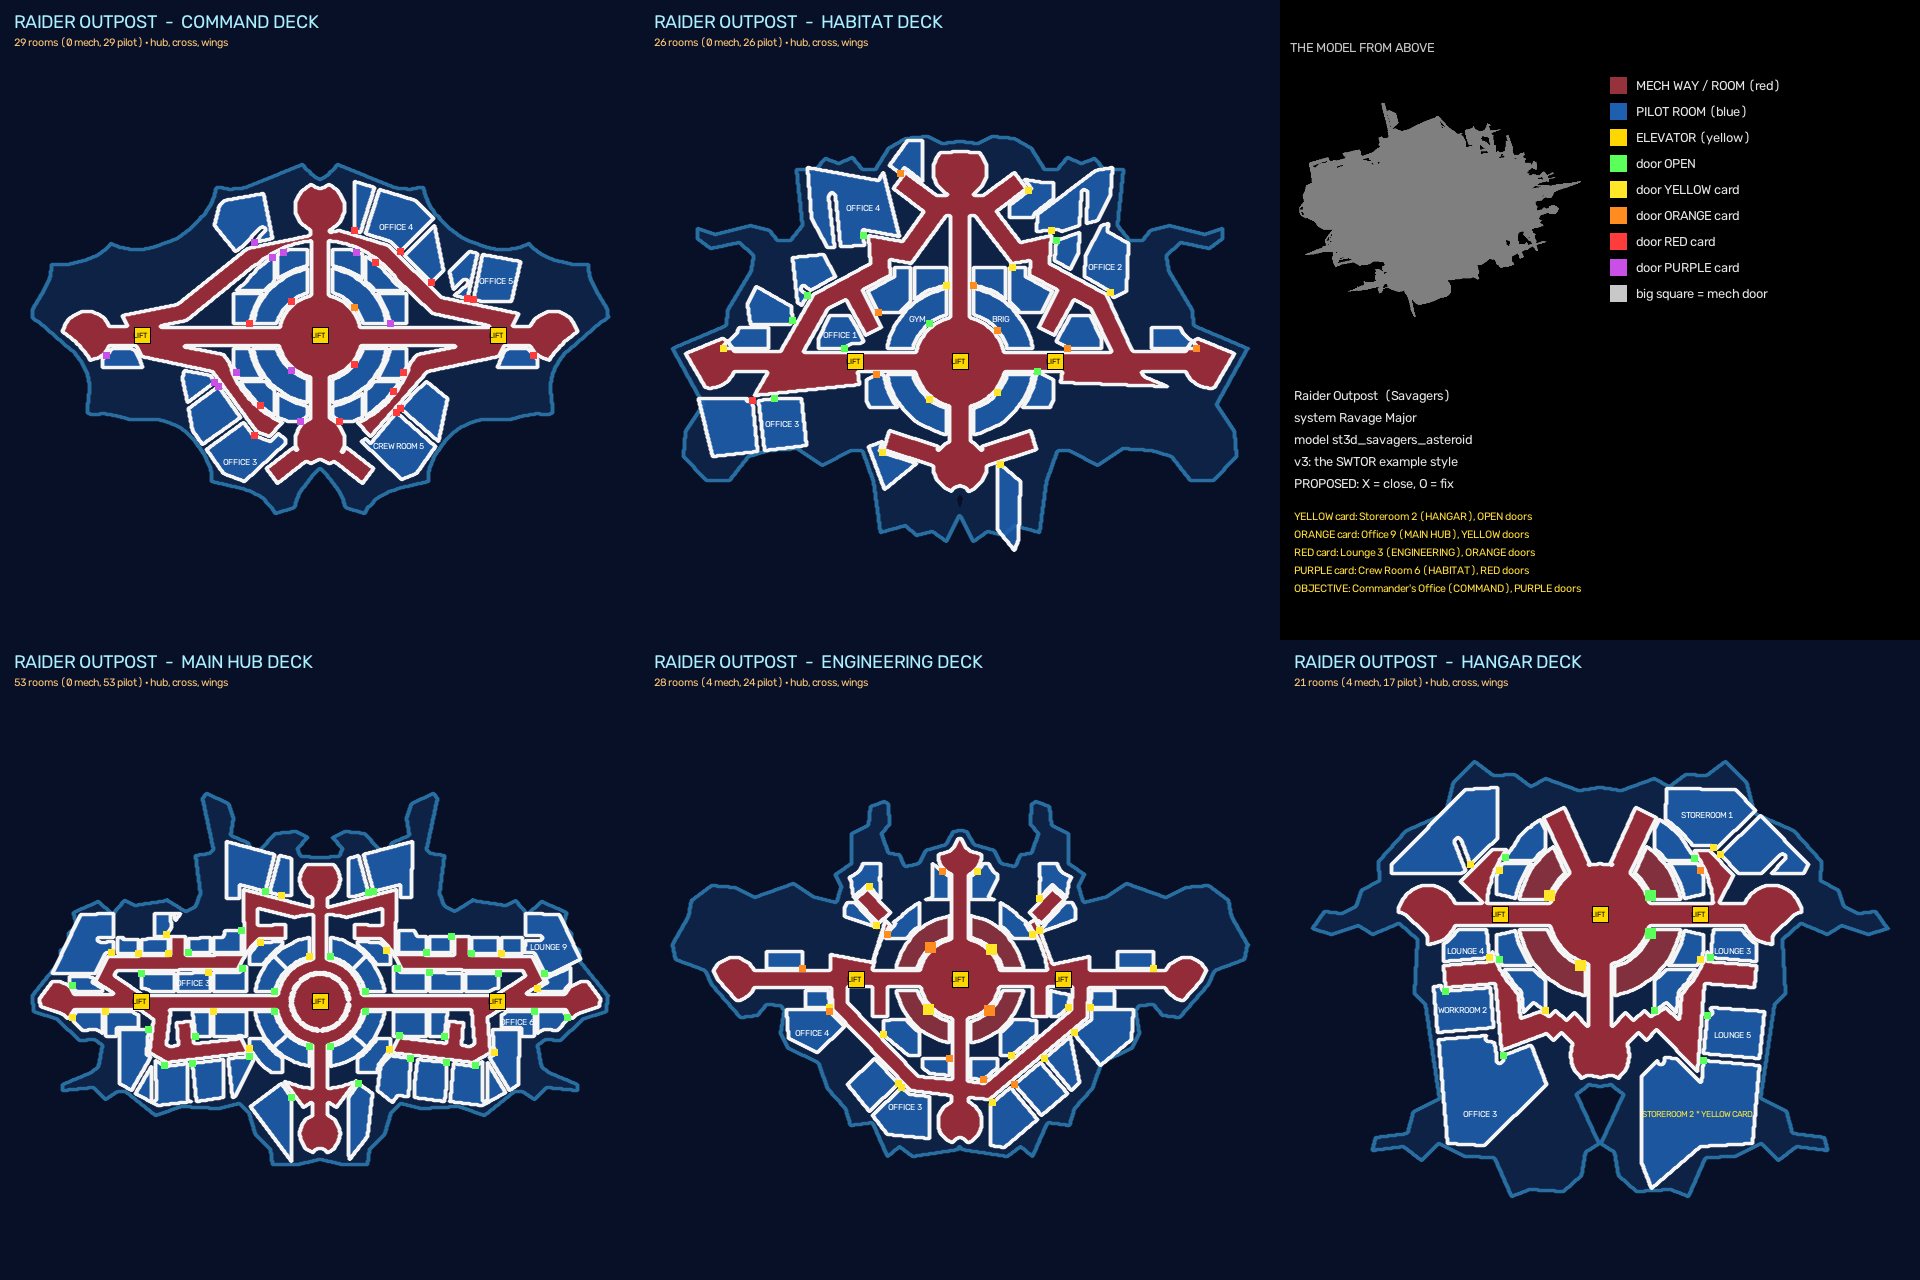 RAIDER OUTPOST - COMMAND DECK
29 rooms (0 mech, 29 pilot) • hub, cross, wings
OFFICE 4
OFFICE 5
LIFT
LIFT
LIFT
OFFICE 3
CREW ROOM 5
RAIDER OUTPOST - HABITAT DECK
26 rooms (0 mech, 26 pilot) • hub, cross, wings
OFFICE 4
OFFICE 2
GYM
BRIG
OFFICE 1
LIFT
LIFT
LIFT
OFFICE 3
THE MODEL FROM ABOVE
MECH WAY / ROOM (red)
PILOT ROOM (blue)
ELEVATOR (yellow)
door OPEN
door YELLOW card
door ORANGE card
door RED card
door PURPLE card
big square = mech door
Raider Outpost (Savagers)
system Ravage Major
model st3d_savagers_asteroid
v3: the SWTOR example style
PROPOSED: X = close, O = fix
YELLOW card: Storeroom 2 (HANGAR), OPEN doors
ORANGE card: Office 9 (MAIN HUB), YELLOW doors
RED card: Lounge 3 (ENGINEERING), ORANGE doors
PURPLE card: Crew Room 6 (HABITAT), RED doors
OBJECTIVE: Commander's Office (COMMAND), PURPLE doors
RAIDER OUTPOST - MAIN HUB DECK
53 rooms (0 mech, 53 pilot) • hub, cross, wings
LOUNGE 9
OFFICE 3
LIFT
LIFT
LIFT
OFFICE 6
RAIDER OUTPOST - ENGINEERING DECK
28 rooms (4 mech, 24 pilot) • hub, cross, wings
LIFT
LIFT
LIFT
OFFICE 4
OFFICE 3
RAIDER OUTPOST - HANGAR DECK
21 rooms (4 mech, 17 pilot) • hub, cross, wings
STOREROOM 1
LIFT
LIFT
LIFT
LOUNGE 4
LOUNGE 3
WORKROOM 2
LOUNGE 5
OFFICE 3
STOREROOM 2 * YELLOW CARD